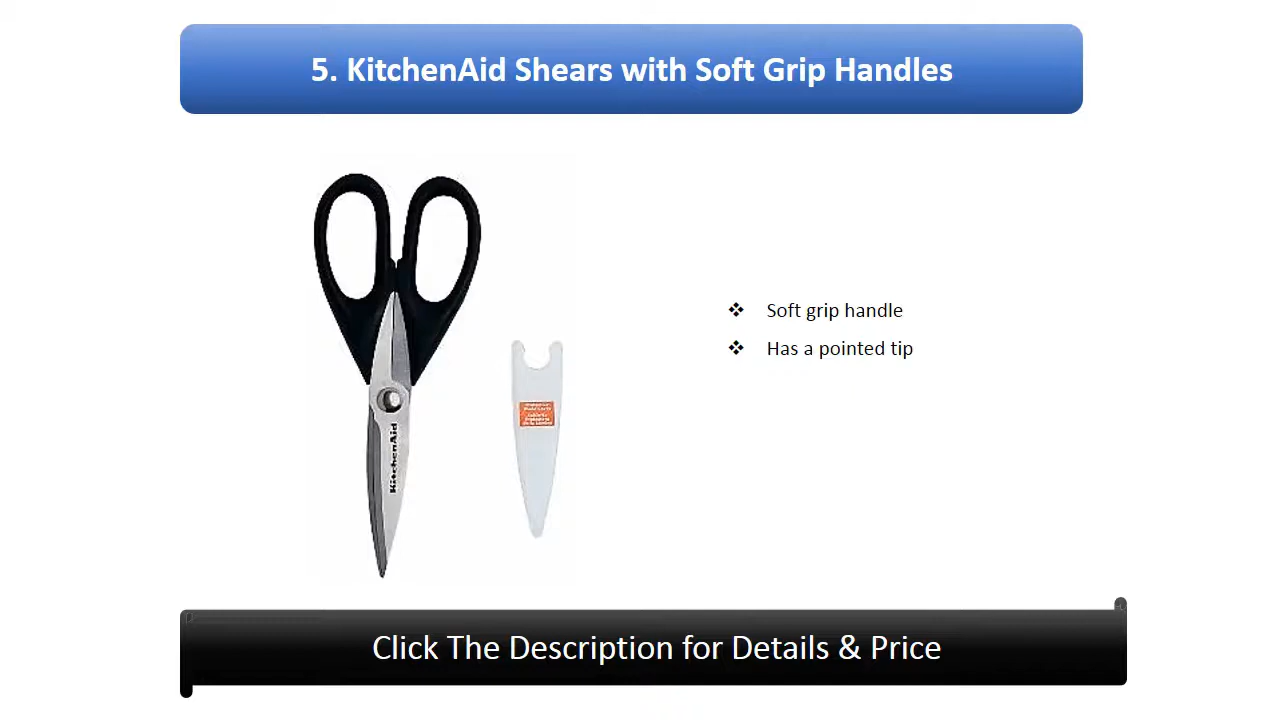 5. KitchenAid Shears with Soft Grip Handles
Soft grip handle
Has a pointed tip
KitchenAid
Click The Description for Details & Price